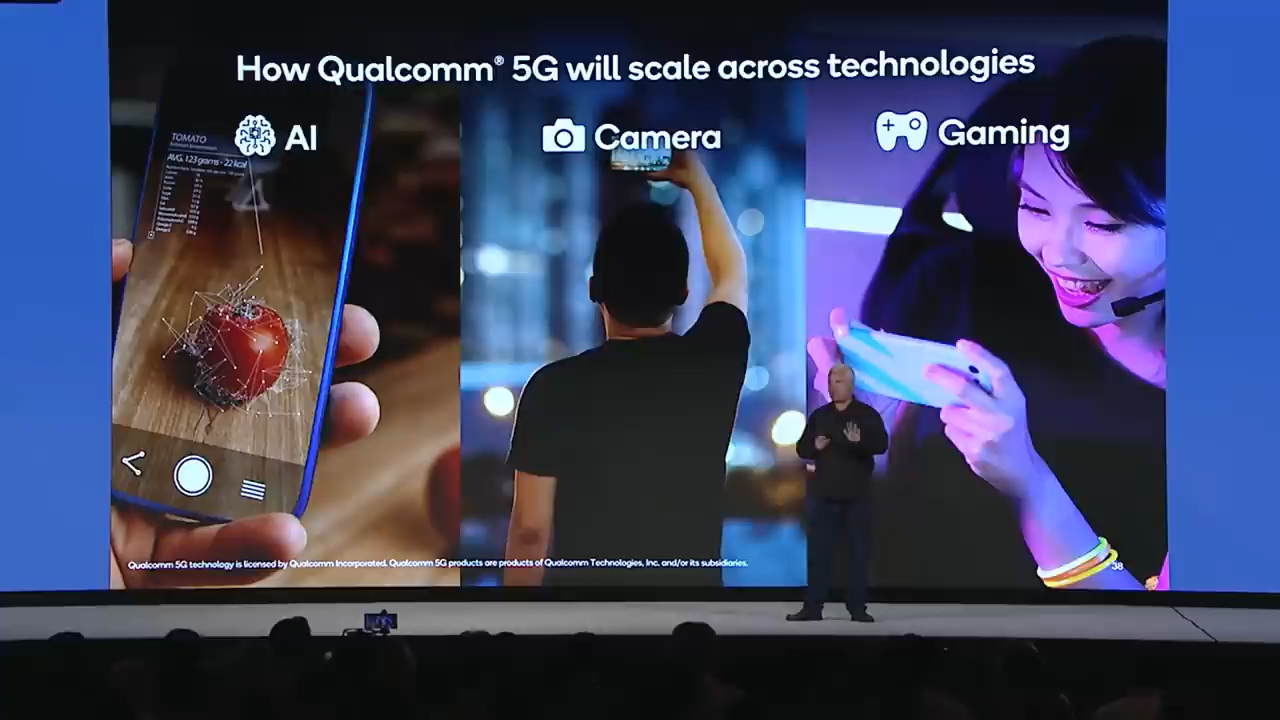 How Qualcomm® 5G will scale across technologies
AI
Camera
Gaming
TOMATO
AVG. 123 grams - 22 kcal
Qualcomm 5G technology is licensed by Qualcomm Incorporated. Qualcomm 5G products are products of Qualcomm Technologies, Inc. and/or its subsidiaries.
38